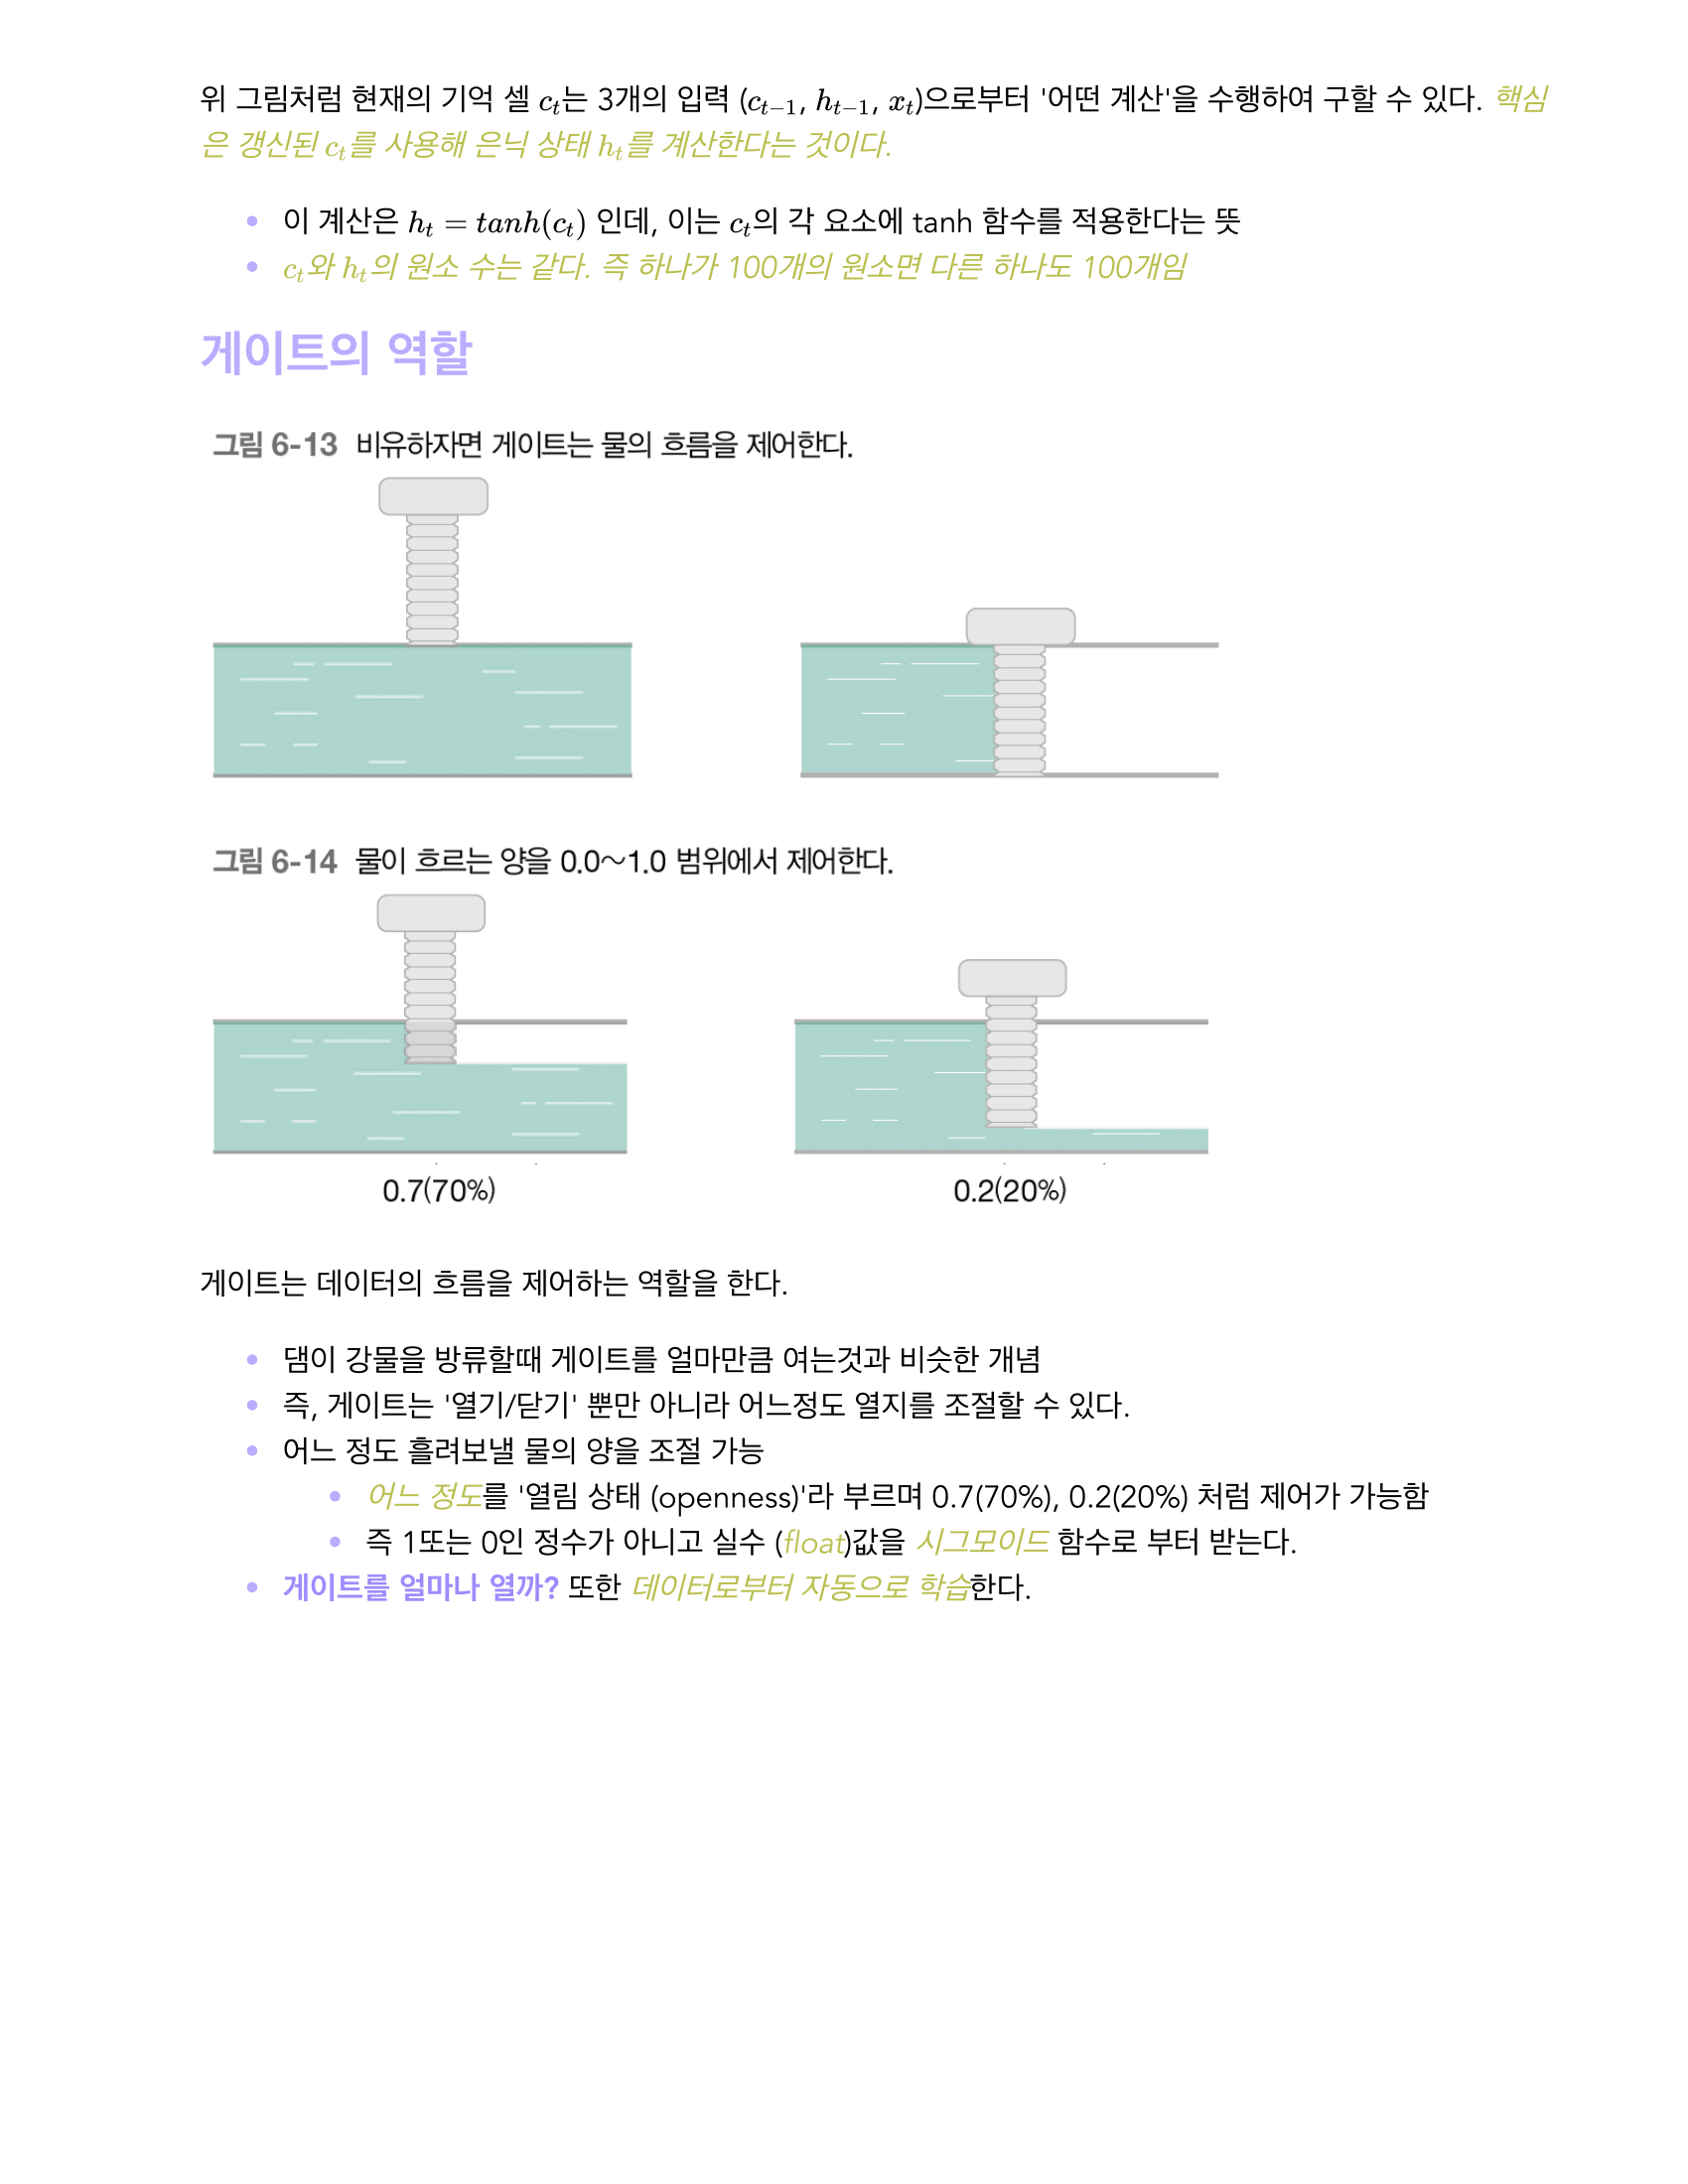 위 그림처럼 현재의 기억 셀 c_t는 3개의 입력 (c_{t-1}, h_{t-1}, x_t)으로부터 '어떤 계산'을 수행하여 구할 수 있다. 핵심
은 갱신된 c_t를 사용해 은닉 상태 h_t를 계산한다는 것이다.
• 이 계산은 h_t = tanh(c_t) 인데, 이는 c_t의 각 요소에 tanh 함수를 적용한다는 뜻
• c_t와 h_t의 원소 수는 같다. 즉 하나가 100개의 원소면 다른 하나도 100개임
게이트의 역할
그림 6-13 비유하자면 게이트는 물의 흐름을 제어한다.
그림 6-14 물이 흐르는 양을 0.0~1.0 범위에서 제어한다.
0.7(70%) 0.2(20%)
게이트는 데이터의 흐름을 제어하는 역할을 한다.
• 댐이 강물을 방류할때 게이트를 얼마만큼 여는것과 비슷한 개념
• 즉, 게이트는 '열기/닫기' 뿐만 아니라 어느정도 열지를 조절할 수 있다.
• 어느 정도 흘려보낼 물의 양을 조절 가능
• 어느 정도를 '열림 상태 (openness)'라 부르며 0.7(70%), 0.2(20%) 처럼 제어가 가능함
• 즉 1또는 0인 정수가 아니고 실수 (float)값을 시그모이드 함수로 부터 받는다.
• 게이트를 얼마나 열까? 또한 데이터로부터 자동으로 학습한다.